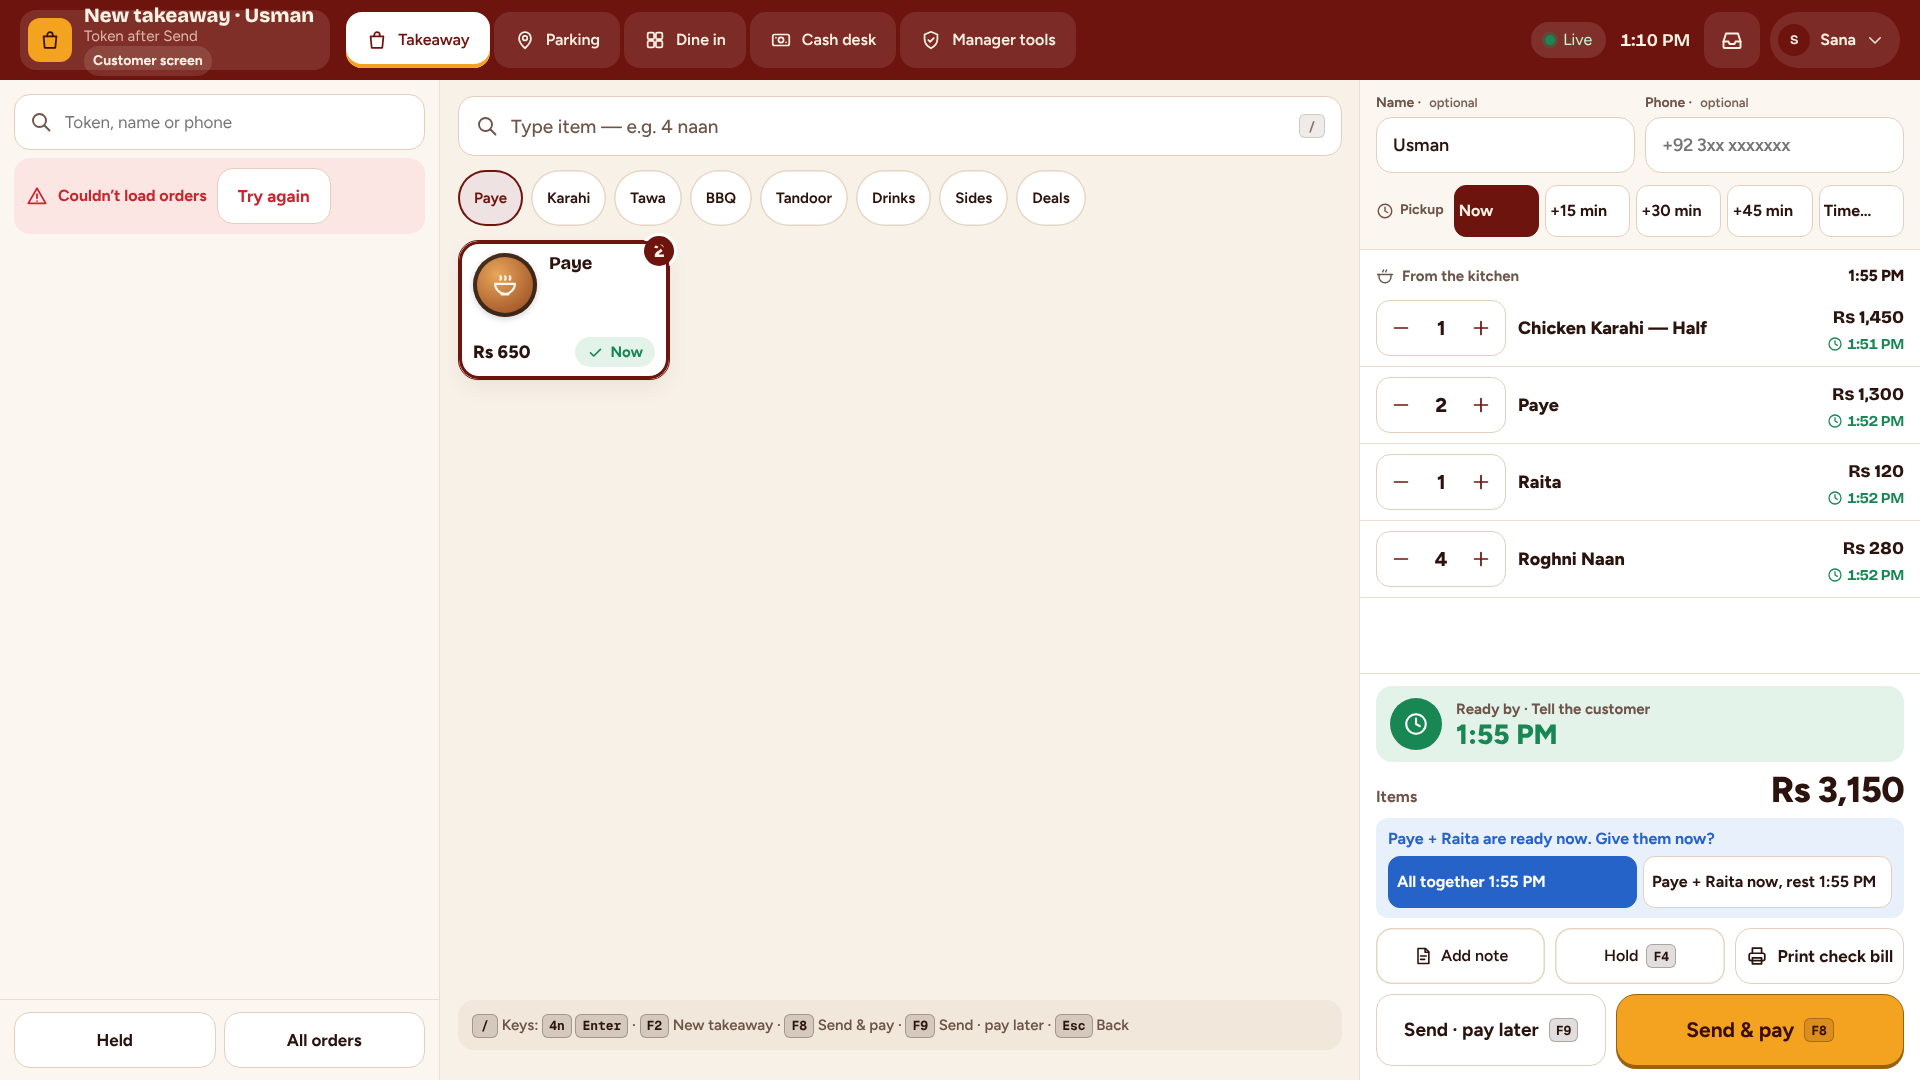 New takeaway · Usman
Token after Send
Customer screen
Takeaway
Parking
Dine in
Cash desk
Manager tools
Live
1:10 PM
S
Sana
Token, name or phone
Couldn't load orders
Try again
Held
All orders
Type item — e.g. 4 naan
/
Paye
Karahi
Tawa
BBQ
Tandoor
Drinks
Sides
Deals
2
Paye
Rs 650
Now
/ Keys: 4n Enter · F2 New takeaway · F8 Send & pay · F9 Send · pay later · Esc Back
Name · optional
Phone · optional
Usman
+92 3xx xxxxxxx
Pickup
Now
+15 min
+30 min
+45 min
Time...
From the kitchen
1:55 PM
− 1 + Chicken Karahi — Half
Rs 1,450
1:51 PM
− 2 + Paye
Rs 1,300
1:52 PM
− 1 + Raita
Rs 120
1:52 PM
− 4 + Roghni Naan
Rs 280
1:52 PM
Ready by · Tell the customer
1:55 PM
Items
Rs 3,150
Paye + Raita are ready now. Give them now?
All together 1:55 PM
Paye + Raita now, rest 1:55 PM
Add note
Hold F4
Print check bill
Send · pay later F9
Send & pay F8